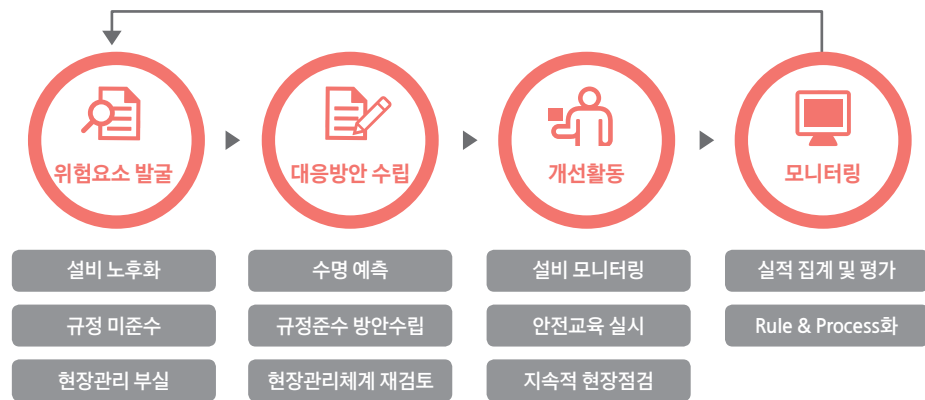 위험요소 발굴
대응방안 수립
개선활동
모니터링
설비 노후화
수명 예측
설비 모니터링
실적 집계 및 평가
규정 미준수
규정준수 방안수립
안전교육 실시
Rule & Process화
현장관리 부실
현장관리체계 재검토
지속적 현장점검